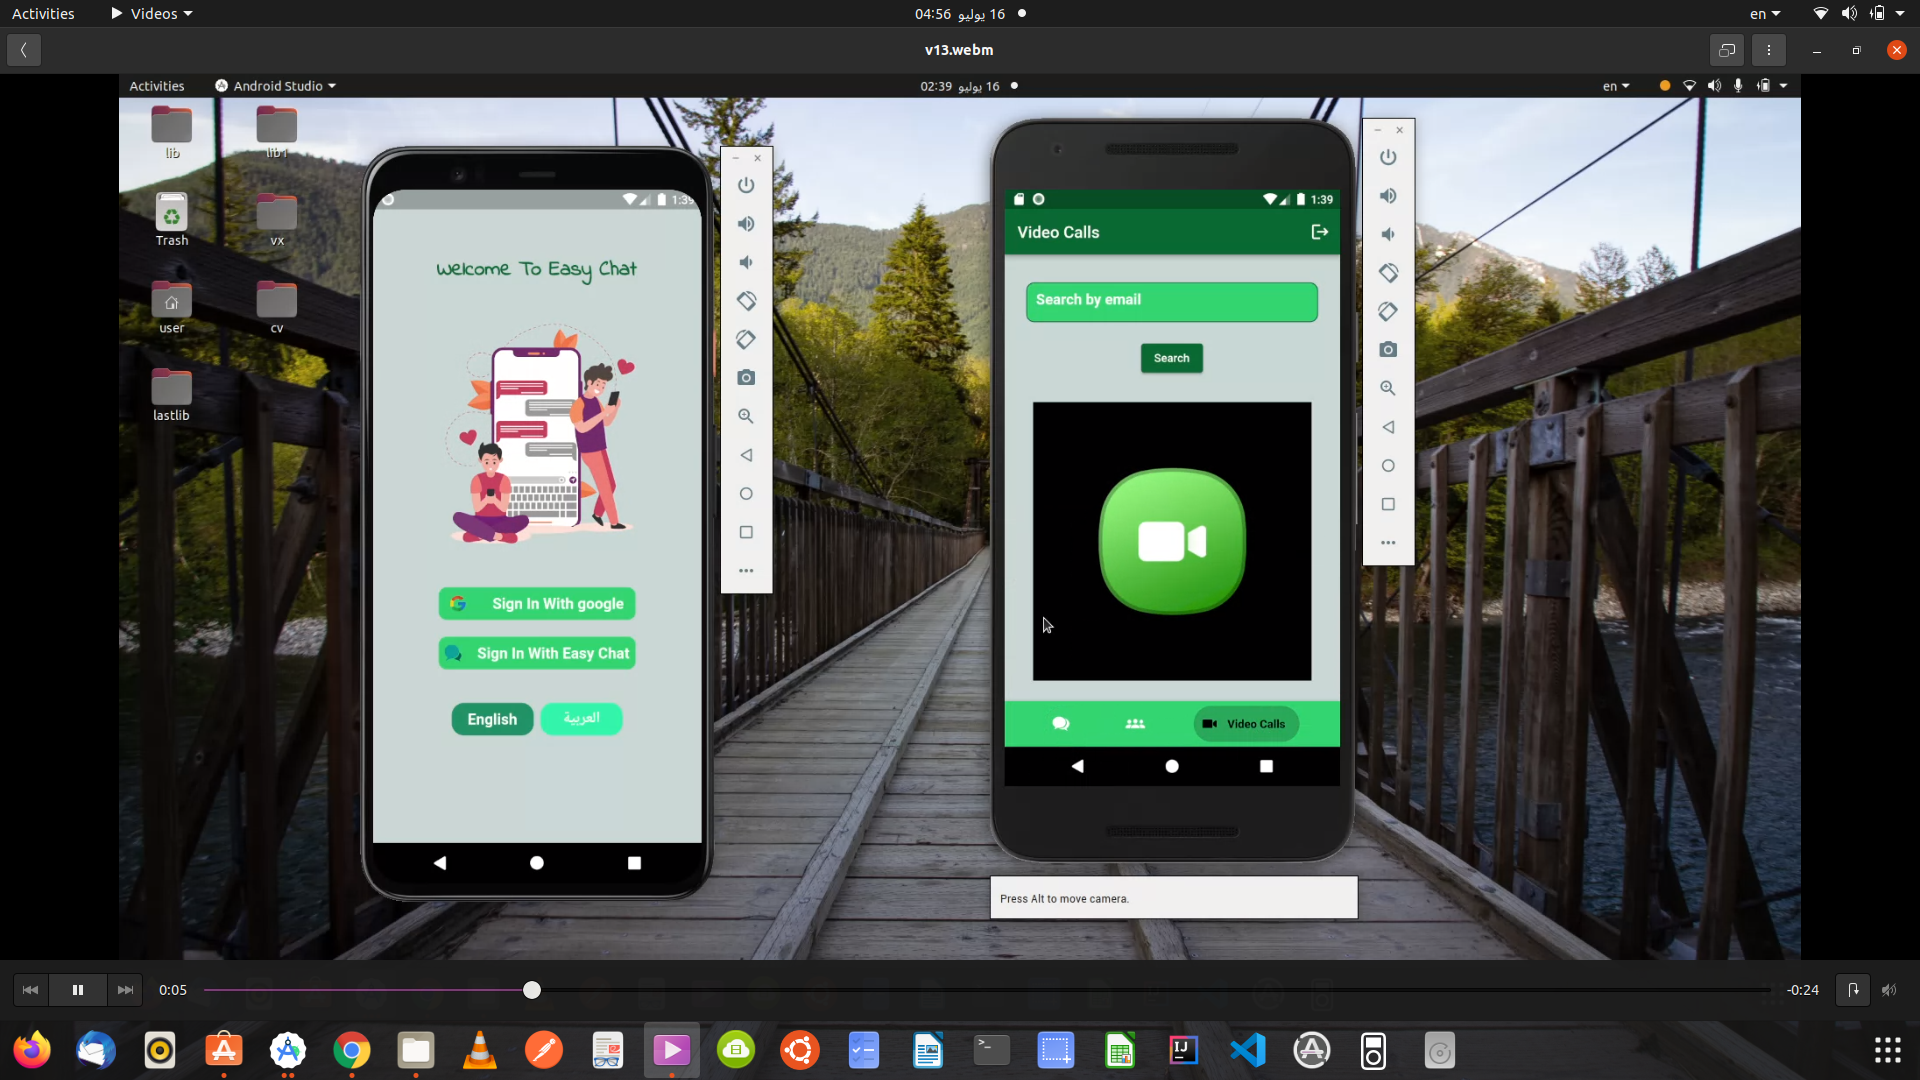 Activities
Videos
04:56 16 يوليو
en
v13.webm
Activities
Android Studio
02:39 16 يوليو
en
lib
lib1
Trash
vx
user
cv
lastlib
1:39
Welcome To Easy Chat
Sign In With google
Sign In With Easy Chat
English
العربية
1:39
Video Calls
Search by email
Search
Video Calls
Press Alt to move camera.
0:05
-0:24